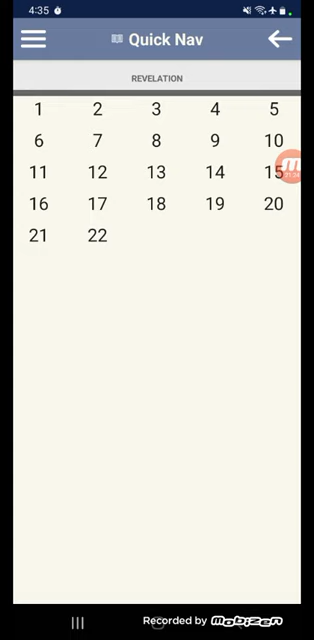 4:35
Quick Nav
REVELATION
1 2 3 4 5
6 7 8 9 10
11 12 13 14 15
16 17 18 19 20
21 22
Recorded by Mobizen